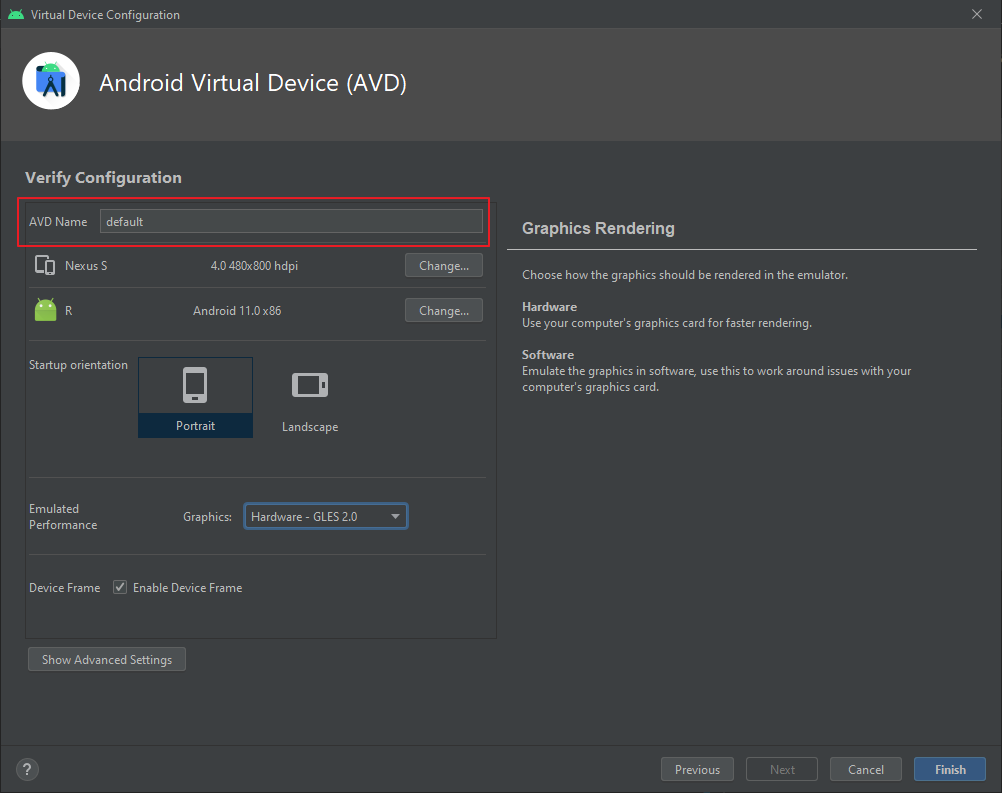 Virtual Device Configuration
Android Virtual Device (AVD)
Verify Configuration
AVD Name default
Nexus S 4.0 480x800 hdpi Change...
R Android 11.0 x86 Change...
Startup orientation
Portrait
Landscape
Emulated
Performance
Graphics: Hardware - GLES 2.0
Device Frame Enable Device Frame
Show Advanced Settings
Graphics Rendering
Choose how the graphics should be rendered in the emulator.
Hardware
Use your computer's graphics card for faster rendering.
Software
Emulate the graphics in software, use this to work around issues with your
computer's graphics card.
? Previous Next Cancel Finish